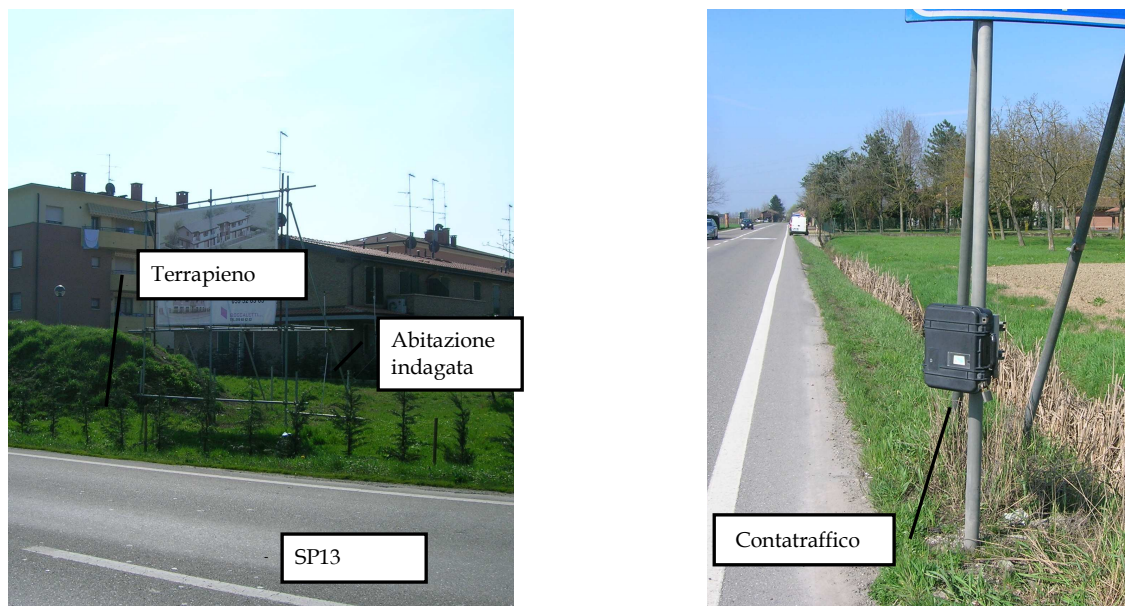 Terrapieno
Abitazione
indagata
SP13
Contatraffico